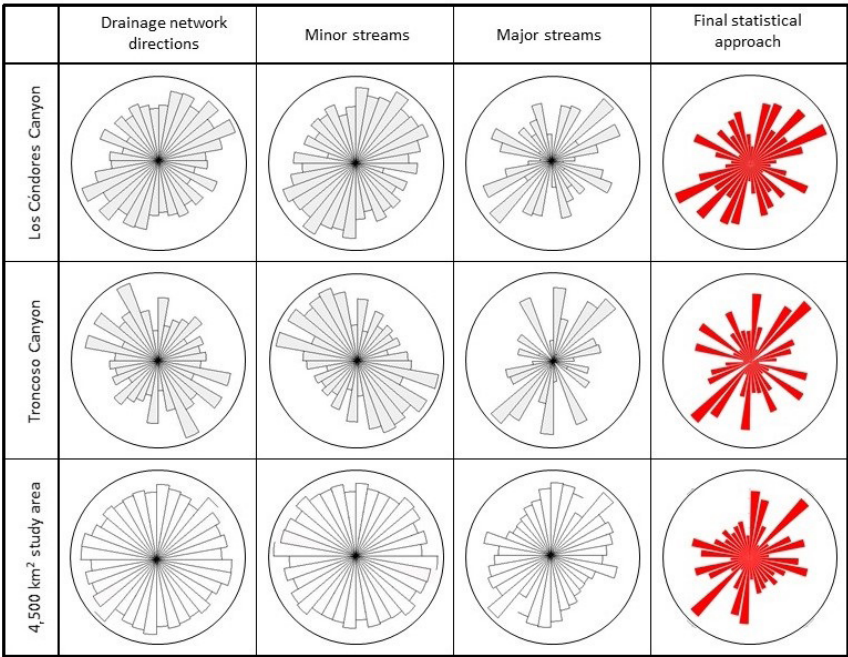 Drainage network
directions
Minor streams
Major streams
Final statistical
approach
Los Cóndores Canyon
Troncoso Canyon
4,500 km² study area